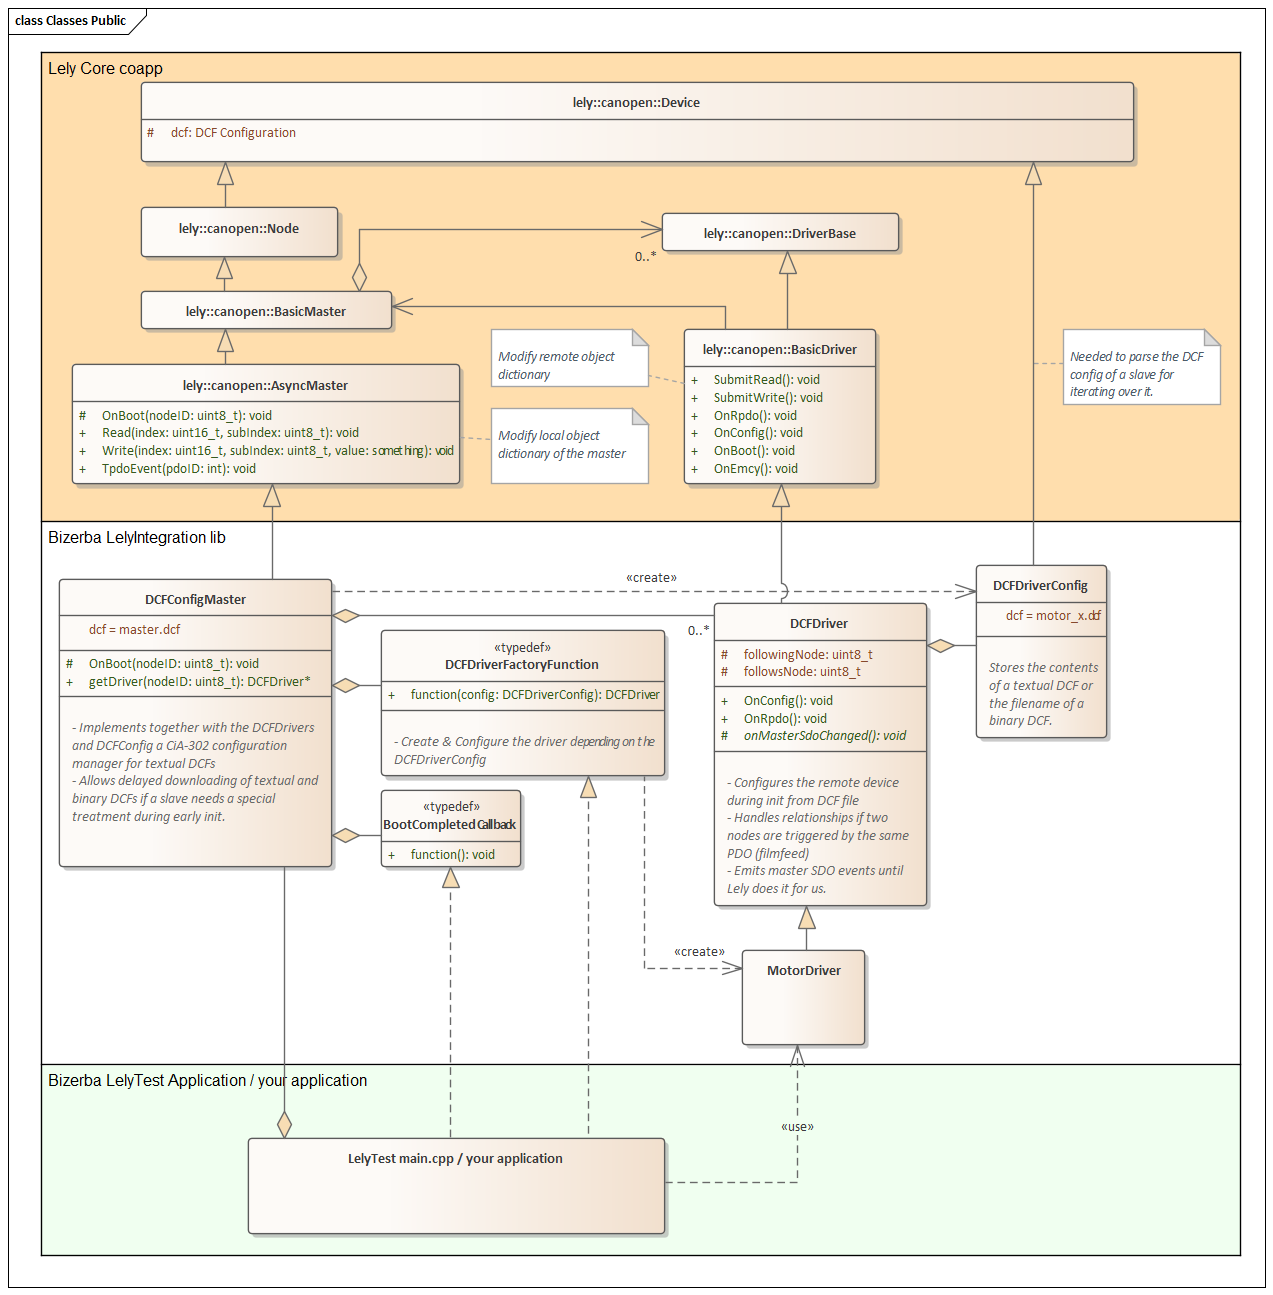 class Classes Public
Lely Core coapp
lely::canopen::Device
# dcf: DCF Configuration
lely::canopen::Node
lely::canopen::DriverBase
0..*
lely::canopen::BasicMaster
Modify remote object
dictionary
lely::canopen::BasicDriver
+ SubmitRead(): void
+ SubmitWrite(): void
+ OnRpdo(): void
+ OnConfig(): void
+ OnBoot(): void
+ OnEmcy(): void
Needed to parse the DCF
config of a slave for
iterating over it.
lely::canopen::AsyncMaster
# OnBoot(nodeID: uint8_t): void
+ Read(index: uint16_t, subIndex: uint8_t): void
+ Write(index: uint16_t, subIndex: uint8_t, value: something): void
+ TpdoEvent(pdoID: int): void
Modify local object
dictionary of the master
Bizerba LelyIntegration lib
«create»
DCFConfigMaster
dcf = master.dcf
# OnBoot(nodeID: uint8_t): void
+ getDriver(nodeID: uint8_t): DCFDriver*
- Implements together with the DCFDrivers
and DCFConfig a CiA-302 configuration
manager for textual DCFs
- Allows delayed downloading of textual and
binary DCFs if a slave needs a special
treatment during early init.
DCFDriverConfig
dcf = motor_x.dcf
Stores the contents
of a textual DCF or
the filename of a
binary DCF.
0..*
DCFDriver
# followingNode: uint8_t
# followsNode: uint8_t
+ OnConfig(): void
+ OnRpdo(): void
# onMasterSdoChanged(): void
- Configures the remote device
during init from DCF file
- Handles relationships if two
nodes are triggered by the same
PDO (filmfeed)
- Emits master SDO events until
Lely does it for us.
«typedef»
DCFDriverFactoryFunction
+ function(config: DCFDriverConfig): DCFDriver
- Create & Configure the driver depending on the
DCFDriverConfig
«typedef»
BootCompletedCallback
+ function(): void
«create»
MotorDriver
Bizerba LelyTest Application / your application
«use»
LelyTest main.cpp / your application